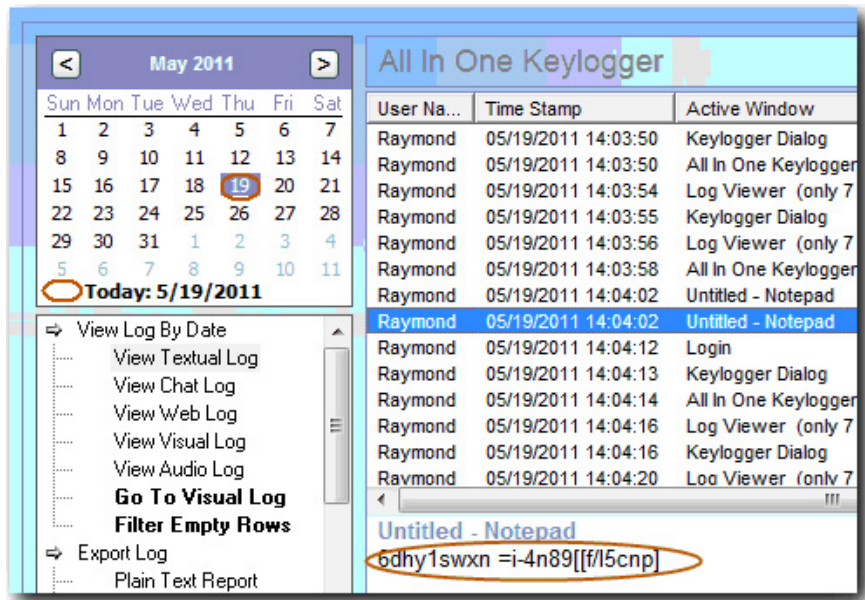 < May 2011 >
Sun Mon Tue Wed Thu Fri Sat
1 2 3 4 5 6 7
8 9 10 11 12 13 14
15 16 17 18 19 20 21
22 23 24 25 26 27 28
29 30 31 1 2 3 4
5 6 7 8 9 10 11
Today: 5/19/2011
View Log By Date
View Textual Log
View Chat Log
View Web Log
View Visual Log
View Audio Log
Go To Visual Log
Filter Empty Rows
Export Log
Plain Text Report
All In One Keylogger
User Na... Time Stamp Active Window
Raymond 05/19/2011 14:03:50 Keylogger Dialog
Raymond 05/19/2011 14:03:50 All In One Keylogger
Raymond 05/19/2011 14:03:54 Log Viewer (only 7
Raymond 05/19/2011 14:03:55 Keylogger Dialog
Raymond 05/19/2011 14:03:56 Log Viewer (only 7
Raymond 05/19/2011 14:03:58 All In One Keylogger
Raymond 05/19/2011 14:04:02 Untitled - Notepad
Raymond 05/19/2011 14:04:02 Untitled - Notepad
Raymond 05/19/2011 14:04:12 Login
Raymond 05/19/2011 14:04:13 Keylogger Dialog
Raymond 05/19/2011 14:04:14 All In One Keylogger
Raymond 05/19/2011 14:04:16 Log Viewer (only 7
Raymond 05/19/2011 14:04:16 Keylogger Dialog
Raymond 05/19/2011 14:04:20 Log Viewer (only 7
Untitled - Notepad
6dhy1swxn =i-4n89[[f/l5cnp]